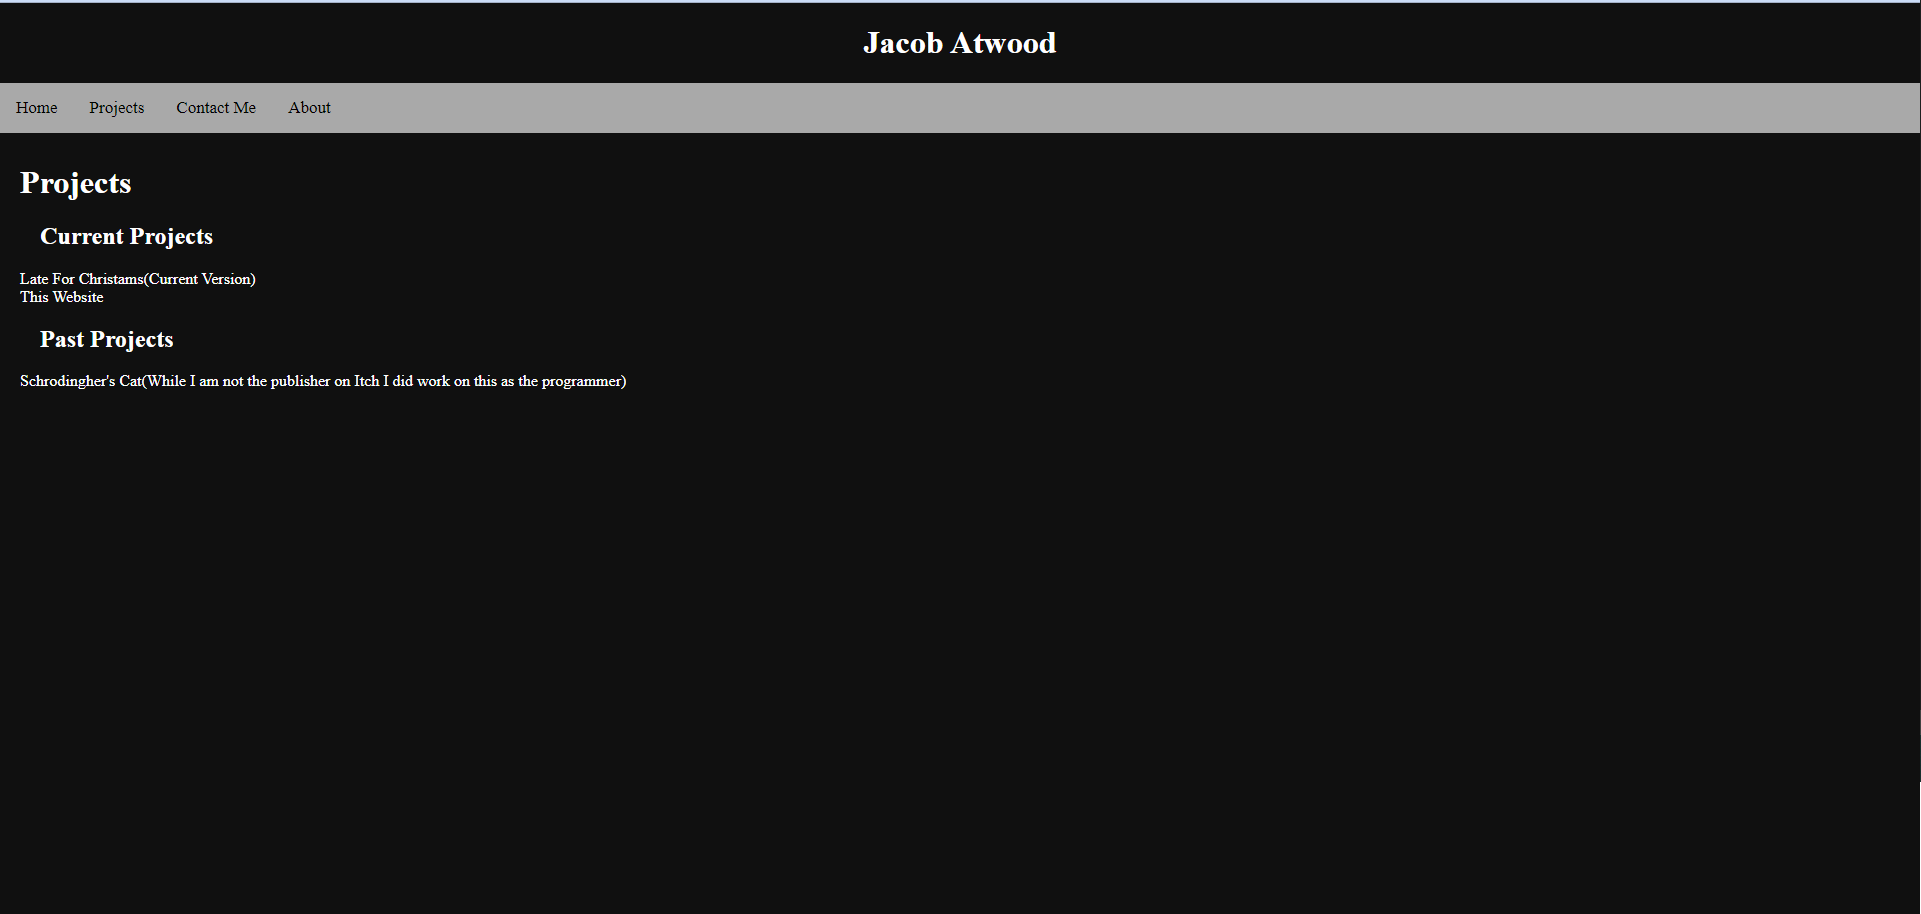 Jacob Atwood
Home Projects Contact Me About
Projects
Current Projects
Late For Christams(Current Version)
This Website
Past Projects
Schrodingher's Cat(While I am not the publisher on Itch I did work on this as the programmer)